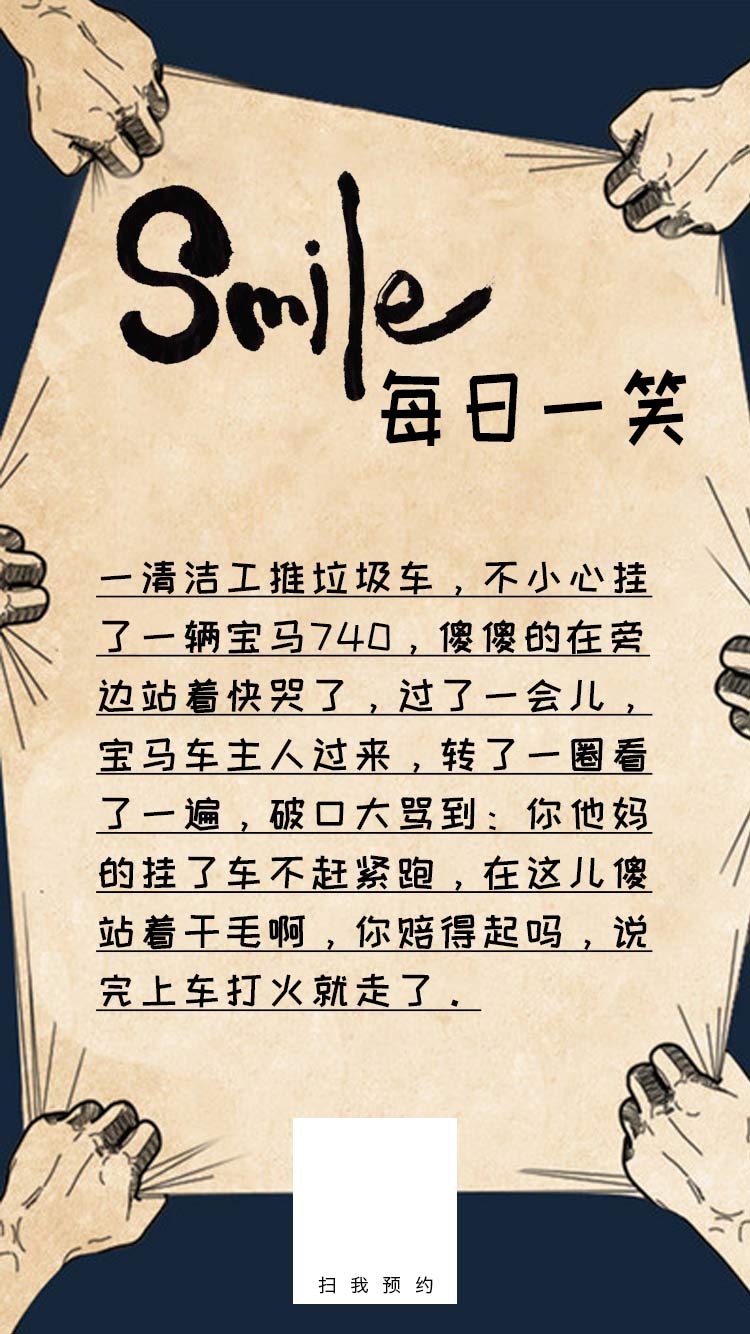 Smile
每日一笑
一清洁工推垃圾车，不小心挂
了一辆宝马740，傻傻的在旁
边站着快哭了，过了一会儿，
宝马车主人过来，转了一圈看
了一遍，破口大骂到：你他妈
的挂了车不赶紧跑，在这儿傻
站着干毛啊，你赔得起吗，说
完上车打火就走了．
扫我预约